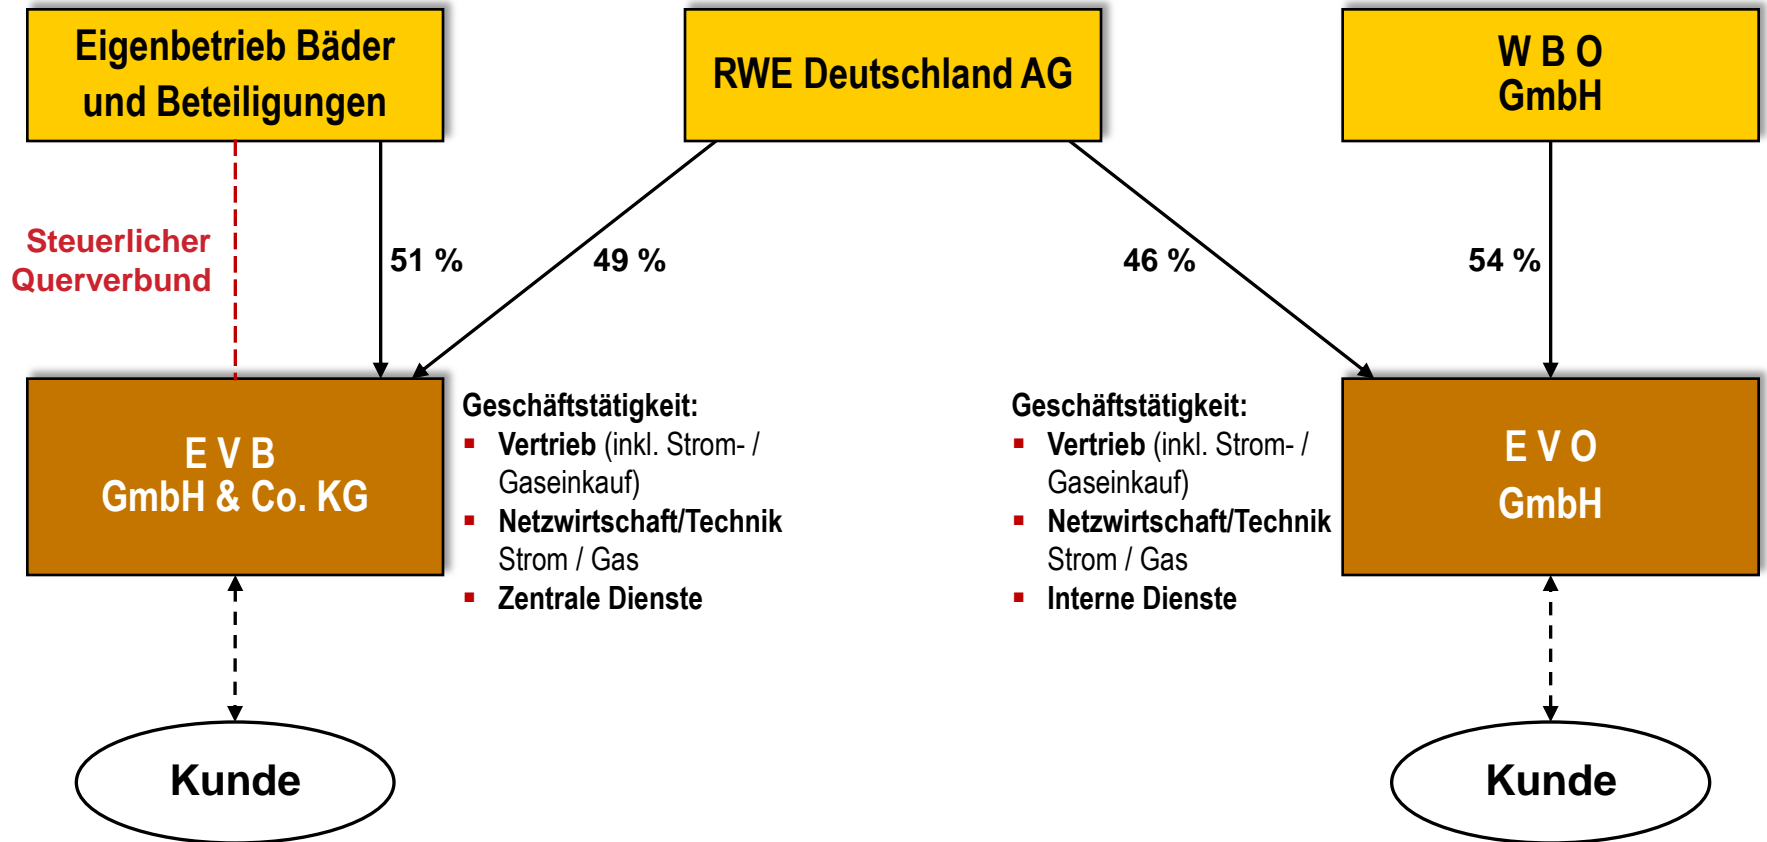 Eigenbetrieb Bäder
und Beteiligungen
RWE Deutschland AG
W B O
GmbH
Steuerlicher
Querverbund
51 %
49 %
46 %
54 %
E V B
GmbH & Co. KG
Geschäftstätigkeit:
▪ Vertrieb (inkl. Strom- /
Gaseinkauf)
▪ Netzwirtschaft/Technik
Strom / Gas
▪ Zentrale Dienste
Geschäftstätigkeit:
▪ Vertrieb (inkl. Strom- /
Gaseinkauf)
▪ Netzwirtschaft/Technik
Strom / Gas
▪ Interne Dienste
E V O
GmbH
Kunde
Kunde